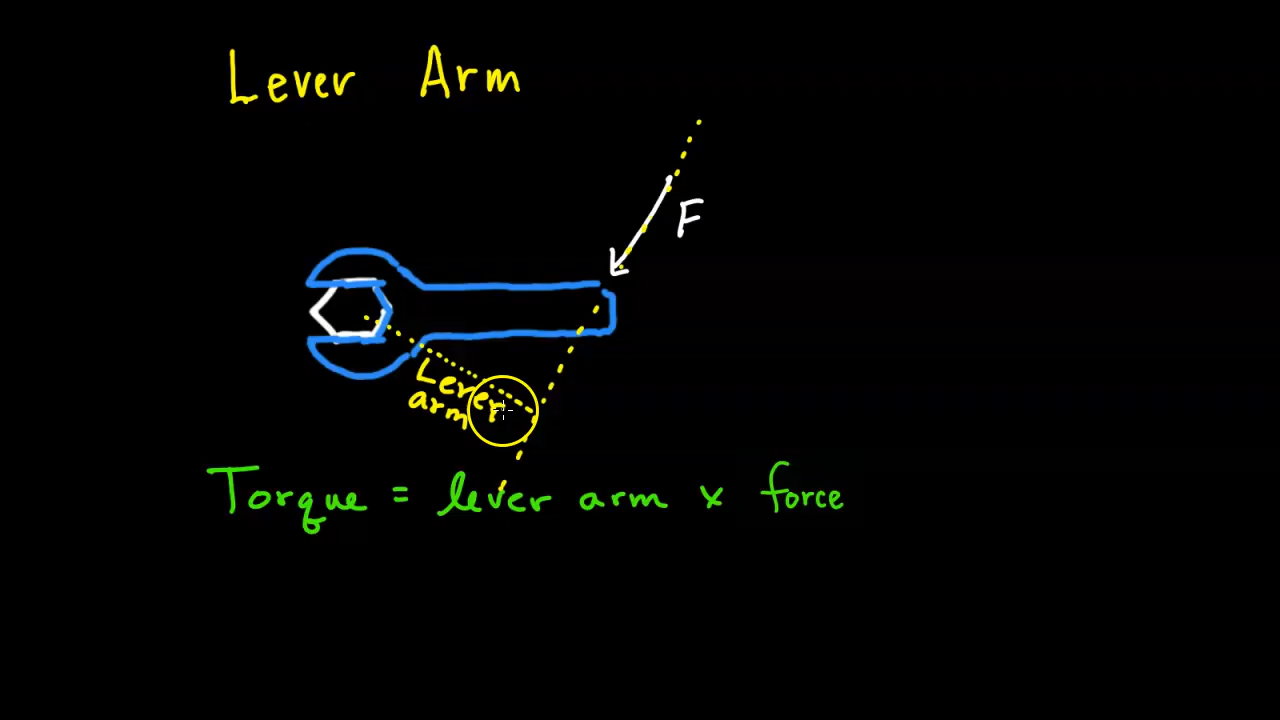 Lever Arm
F
Lever
arm
Torque = lever arm × force